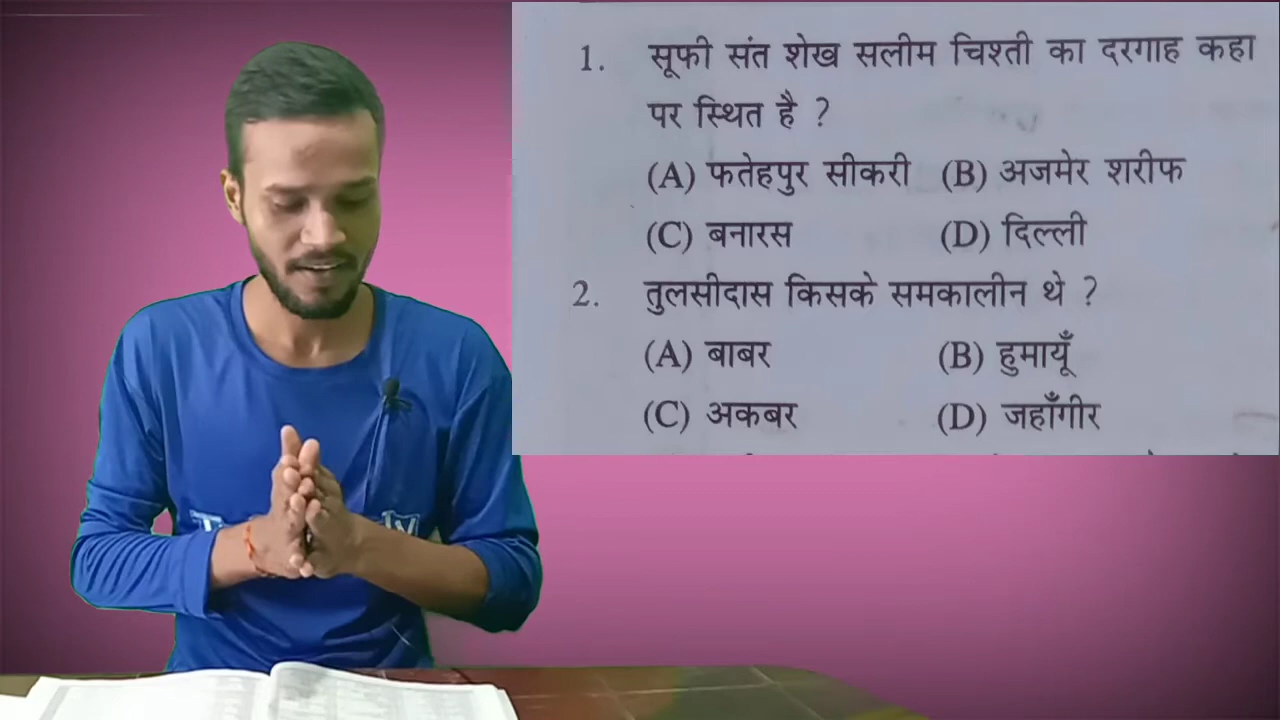 1. सूफी संत शेख सलीम चिश्ती का दरगाह कहा
पर स्थित है ?
(A) फतेहपुर सीकरी (B) अजमेर शरीफ
(C) बनारस (D) दिल्ली
2. तुलसीदास किसके समकालीन थे ?
(A) बाबर (B) हुमायूँ
(C) अकबर (D) जहाँगीर